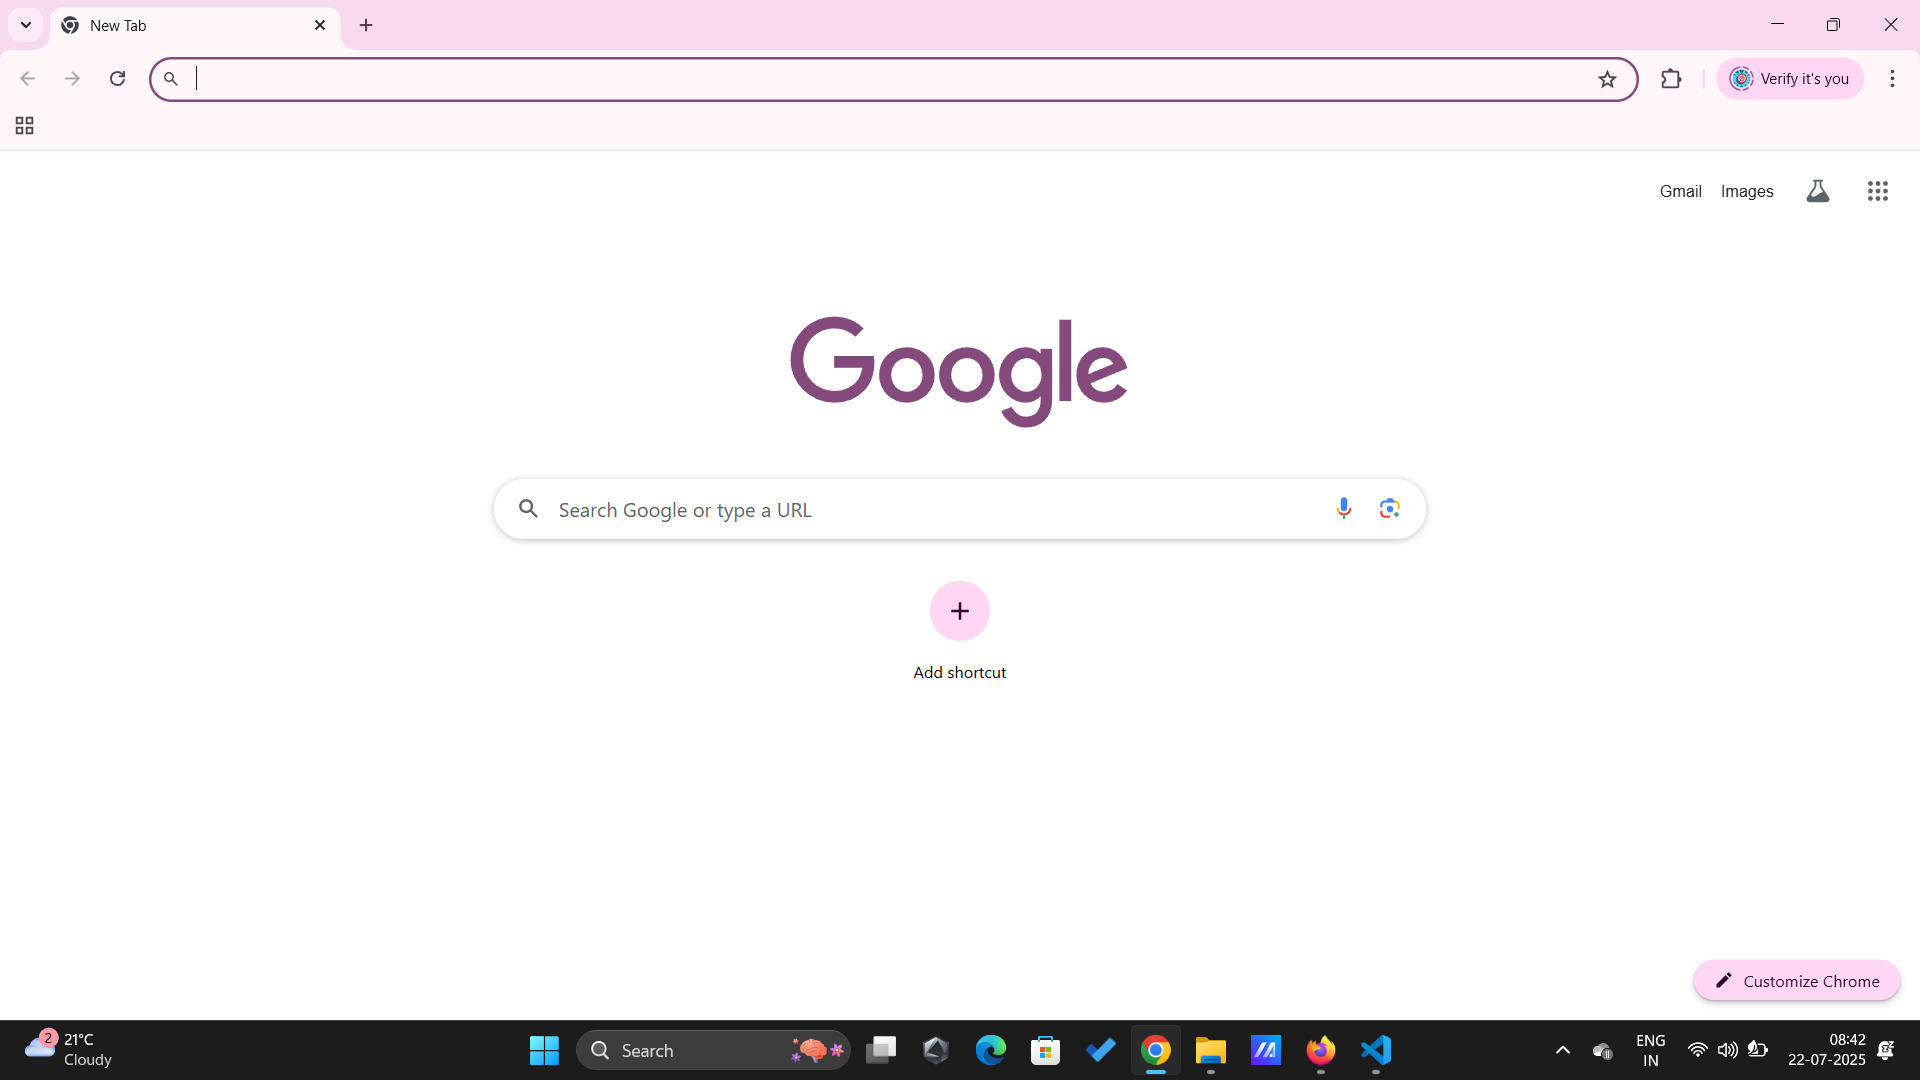 New Tab
Verify it's you
Gmail Images
Google
Search Google or type a URL
Add shortcut
Customize Chrome
2
21°C
Cloudy
Search
ENG
IN
08:42
22-07-2025